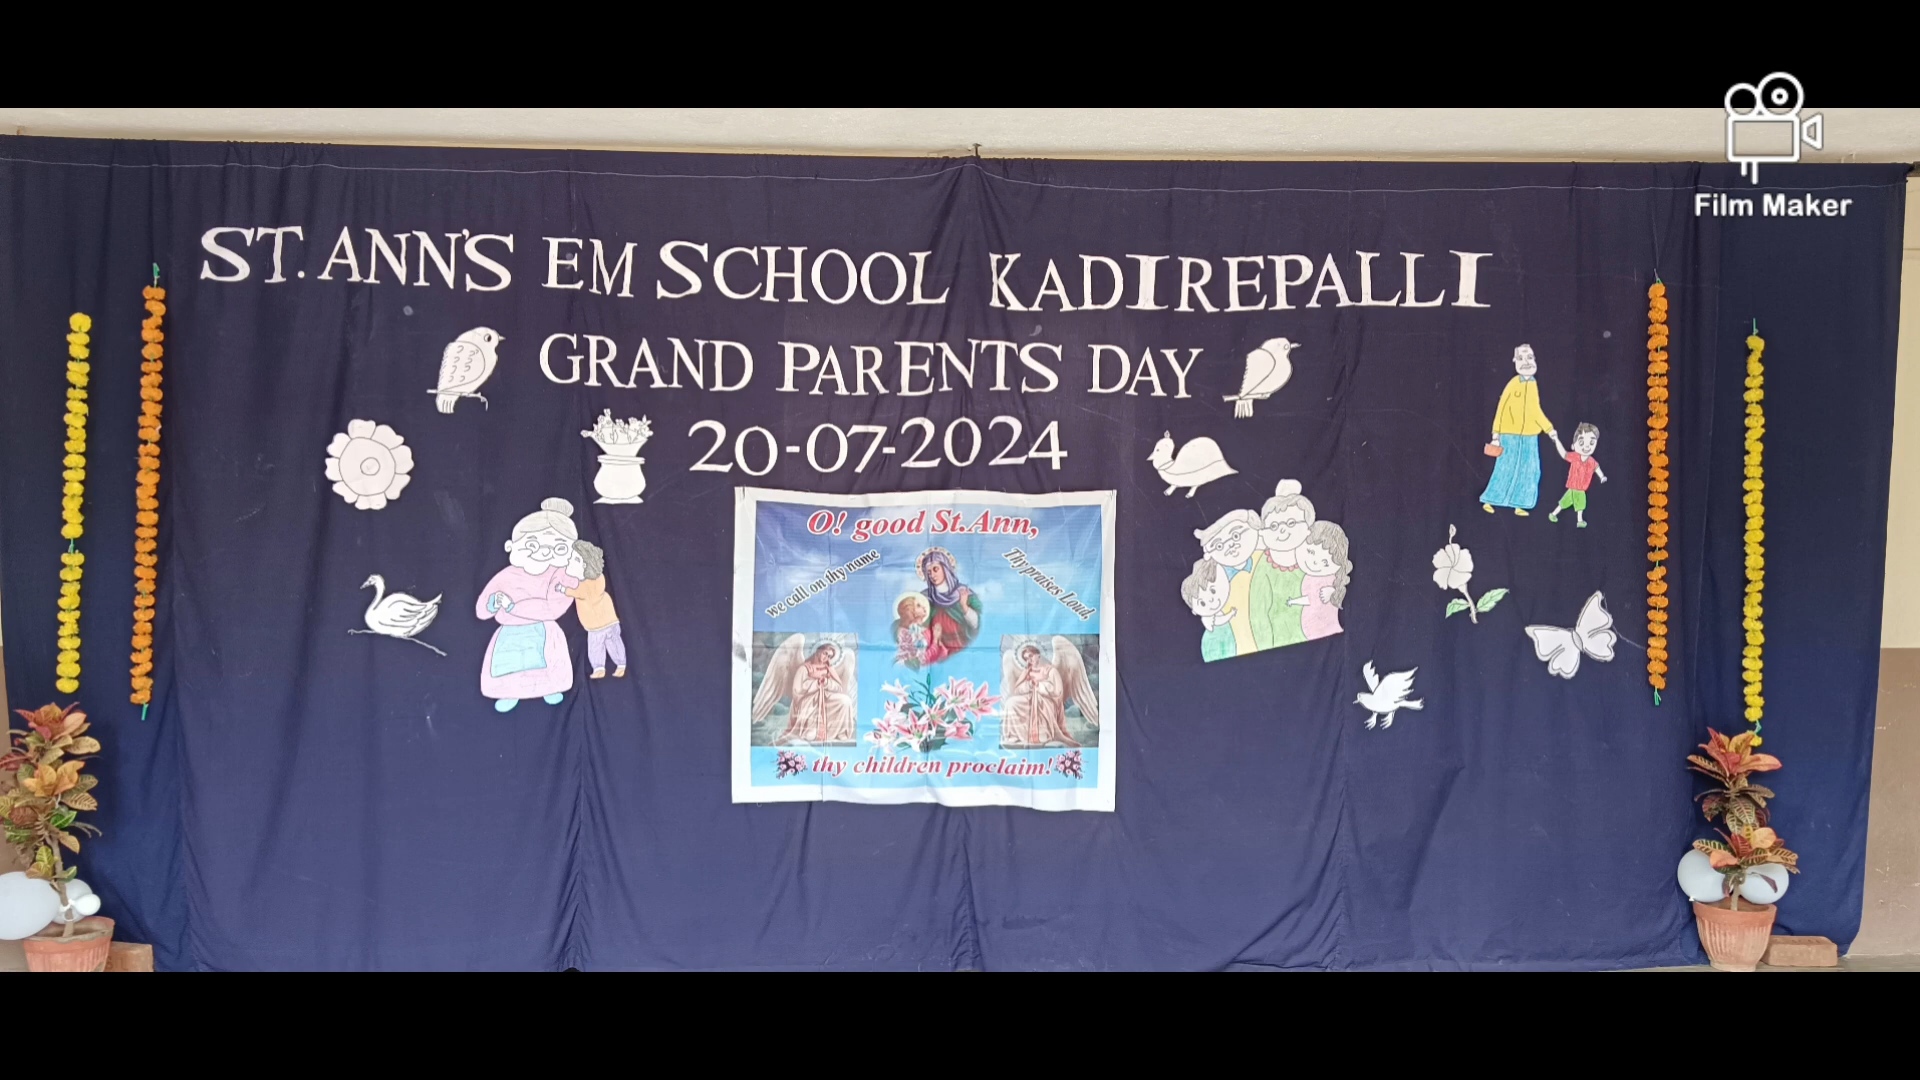 Film Maker
ST. ANN'S EM SCHOOL KADIREPALLI
GRAND PARENTS DAY
20-07-2024
O! good St.Ann,
we call on thy name
Thy praises Loud
thy children proclaim!